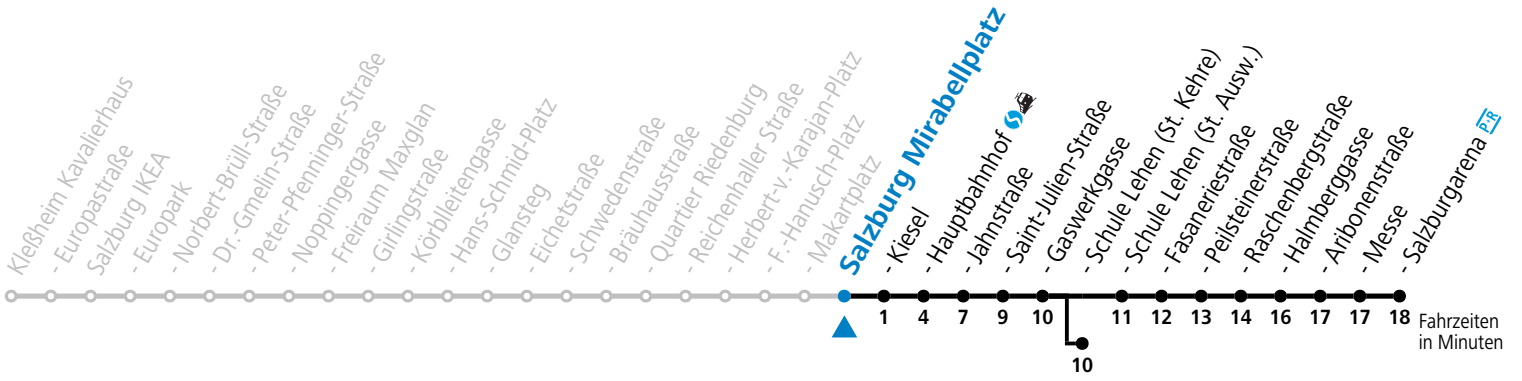 Kleßheim Kavalierhaus
- Europastraße
Salzburg IKEA
- Europark
- Norbert-Brüll-Straße
- Dr.-Gmelin-Straße
- Peter-Pfenninger-Straße
- Noppingergasse
- Freiraum Maxglan
- Girlingstraße
- Körblleitengasse
- Hans-Schmid-Platz
- Glansteg
- Eichetstraße
- Schwedenstraße
- Bräuhausstraße
- Quartier Riedenburg
- Reichenhaller Straße
- Herbert-v.-Karajan-Platz
- F.-Hanusch-Platz
- Makartplatz
Salzburg Mirabellplatz
- Kiesel
- Hauptbahnhof
- Jahnstraße
- Saint-Julien-Straße
- Gaswerkgasse
- Schule Lehen (St. Kehre)
- Schule Lehen (St. Ausw.)
- Fasaneriestraße
- Peilsteinerstraße
- Raschenbergstraße
- Halmberggasse
- Aribonenstraße
- Messe
- Salzburgarena P+R
1 4 7 9 10 11 12 13 14 16 17 17 18 Fahrzeiten
in Minuten
10